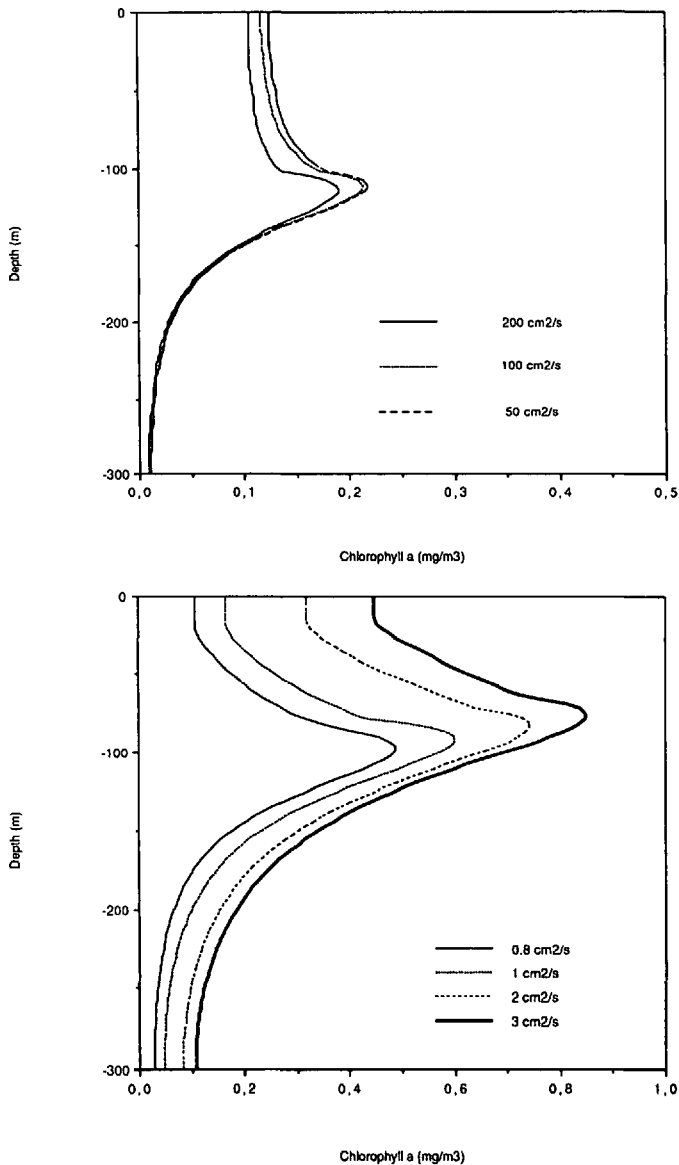 0
-100
-200
-300
Depth (m)
200 cm2/s
100 cm2/s
50 cm2/s
0,0 0,1 0,2 0,3 0,4 0,5
Chlorophyll a (mg/m3)
0
-100
-200
-300
Depth (m)
0.8 cm2/s
1 cm2/s
2 cm2/s
3 cm2/s
0,0 0,2 0,4 0,6 0,8 1,0
Chlorophyll a (mg/m3)